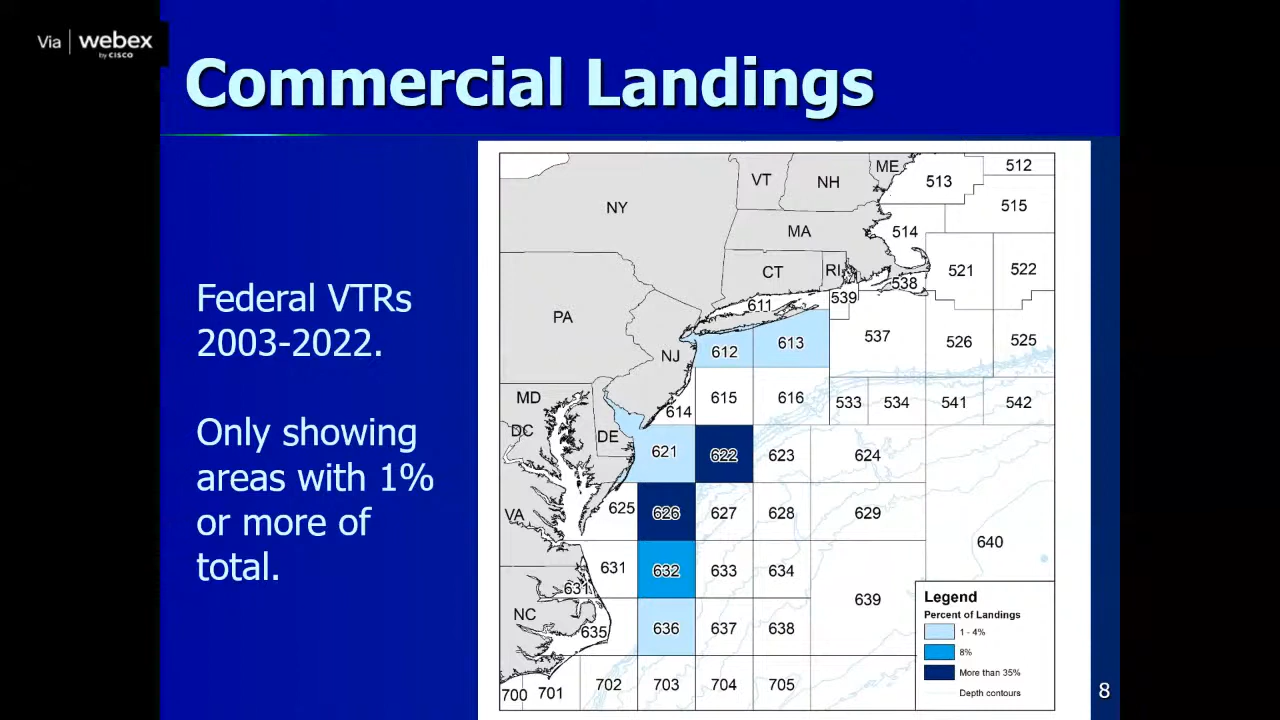 Via | webex
by CISCO
Commercial Landings
Federal VTRs
2003-2022.
Only showing
areas with 1%
or more of
total.
VT NH ME 513 512
NY 515
MA 514
CT RI 521 522
538
611 539
PA 537 526 525
NJ 612 613
MD 614 615 616 533 534 541 542
DC DE 621 622 623 624
VA 625 626 627 628 629
640
631 632 633 634
631
NC 635 636 637 638 639
700 701 702 703 704 705
Legend
Percent of Landings
1 - 4%
8%
More than 35%
Depth contours
8